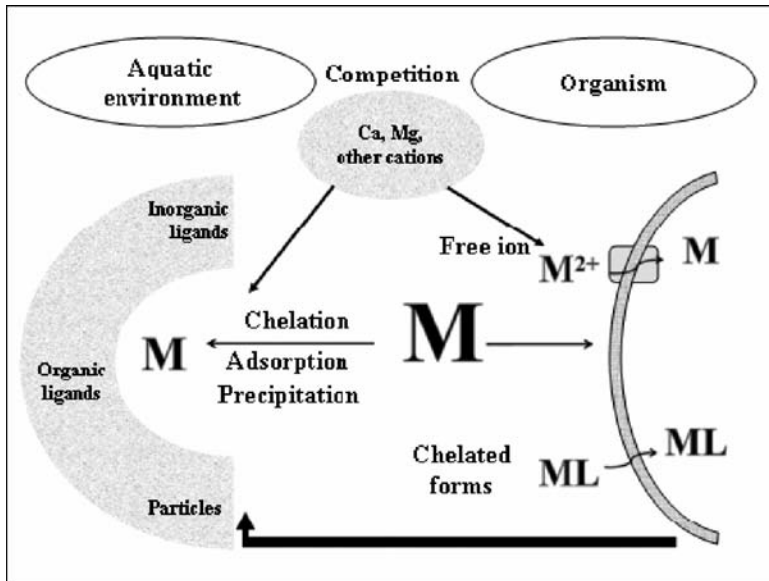 Aquatic
environment
Competition
Organism
Ca, Mg,
other cations
Inorganic
ligands
Free ion
M²⁺
M
Chelation
M
M
Adsorption
Precipitation
Organic
ligands
Chelated
forms
ML
ML
Particles